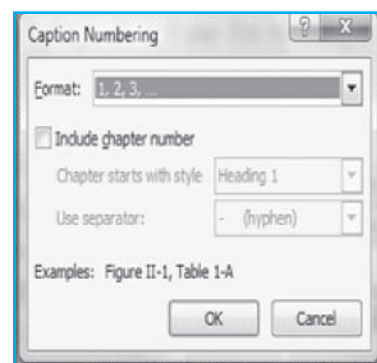 Caption Numbering
Format: 1, 2, 3, ...
Include chapter number
Chapter starts with style Heading 1
Use separator: - (hyphen)
Examples: Figure II-1, Table 1-A
OK Cancel